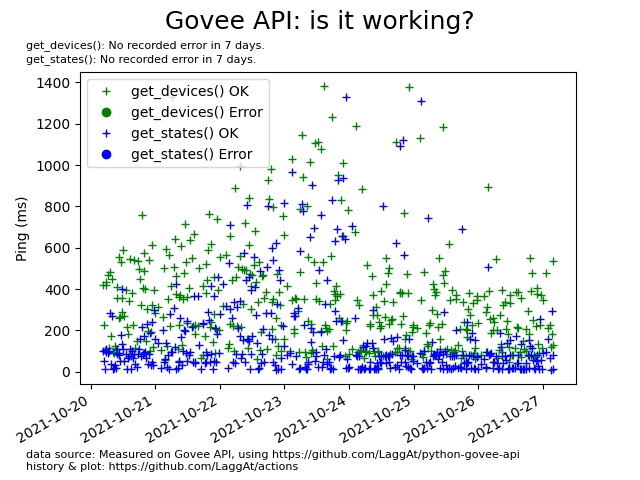 Govee API: is it working?
get_devices(): No recorded error in 7 days.
get_states(): No recorded error in 7 days.
get_devices() OK
get_devices() Error
get_states() OK
get_states() Error
Ping (ms)
1400
1200
1000
800
600
400
200
0
2021-10-20
2021-10-21
2021-10-22
2021-10-23
2021-10-24
2021-10-25
2021-10-26
2021-10-27
data source: Measured on Govee API, using https://github.com/LaggAt/python-govee-api
history & plot: https://github.com/LaggAt/actions